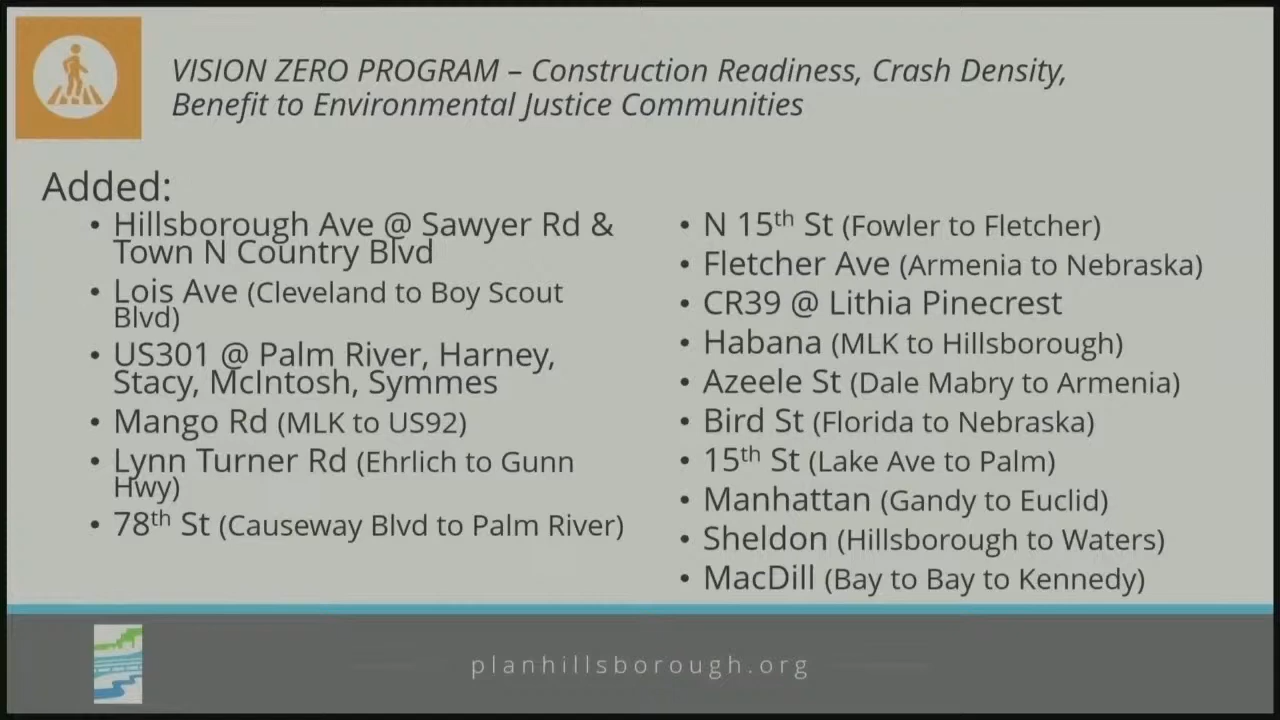 VISION ZERO PROGRAM – Construction Readiness, Crash Density,
Benefit to Environmental Justice Communities
Added:
• Hillsborough Ave @ Sawyer Rd &
Town N Country Blvd
• Lois Ave (Cleveland to Boy Scout
Blvd)
• US301 @ Palm River, Harney,
Stacy, McIntosh, Symmes
• Mango Rd (MLK to US92)
• Lynn Turner Rd (Ehrlich to Gunn
Hwy)
• 78th St (Causeway Blvd to Palm River)
• N 15th St (Fowler to Fletcher)
• Fletcher Ave (Armenia to Nebraska)
• CR39 @ Lithia Pinecrest
• Habana (MLK to Hillsborough)
• Azeele St (Dale Mabry to Armenia)
• Bird St (Florida to Nebraska)
• 15th St (Lake Ave to Palm)
• Manhattan (Gandy to Euclid)
• Sheldon (Hillsborough to Waters)
• MacDill (Bay to Bay to Kennedy)
planhillsborough.org